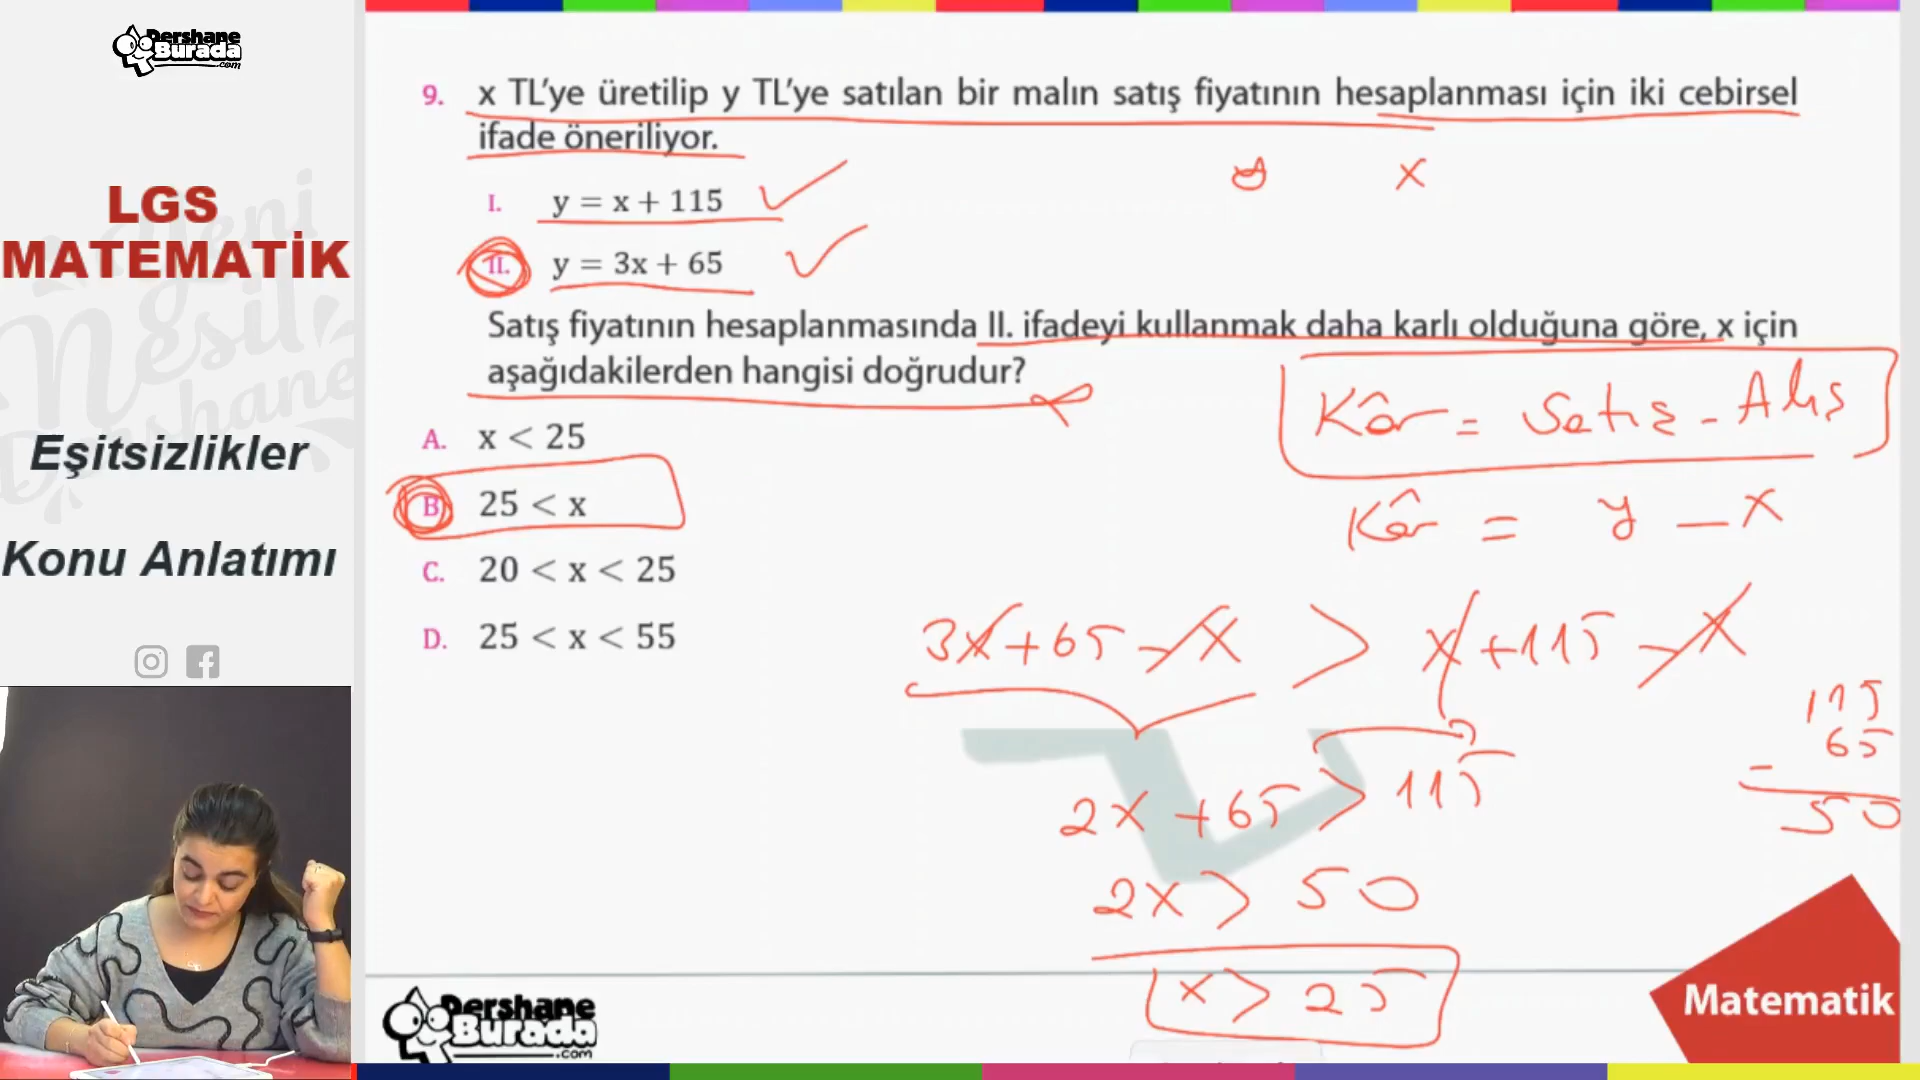 Dershane
Burada
.com
LGS
MATEMATİK
Yeni
Nesil
Dershane
Eşitsizlikler
Konu Anlatımı
9. x TL'ye üretilip y TL'ye satılan bir malın satış fiyatının hesaplanması için iki cebirsel
ifade öneriliyor.
x
I. y = x + 115
II. y = 3x + 65
Satış fiyatının hesaplanmasında II. ifadeyi kullanmak daha karlı olduğuna göre, x için
aşağıdakilerden hangisi doğrudur?
A. x < 25
B 25 < x
C. 20 < x < 25
D. 25 < x < 55
Kâr = Satış - Alış
Kâr = y - x
3x + 65 - x > x + 115 - x
115
65
-
50
2x + 65 > 115
2x > 50
x > 25
Dershane
Burada
.com
Matematik